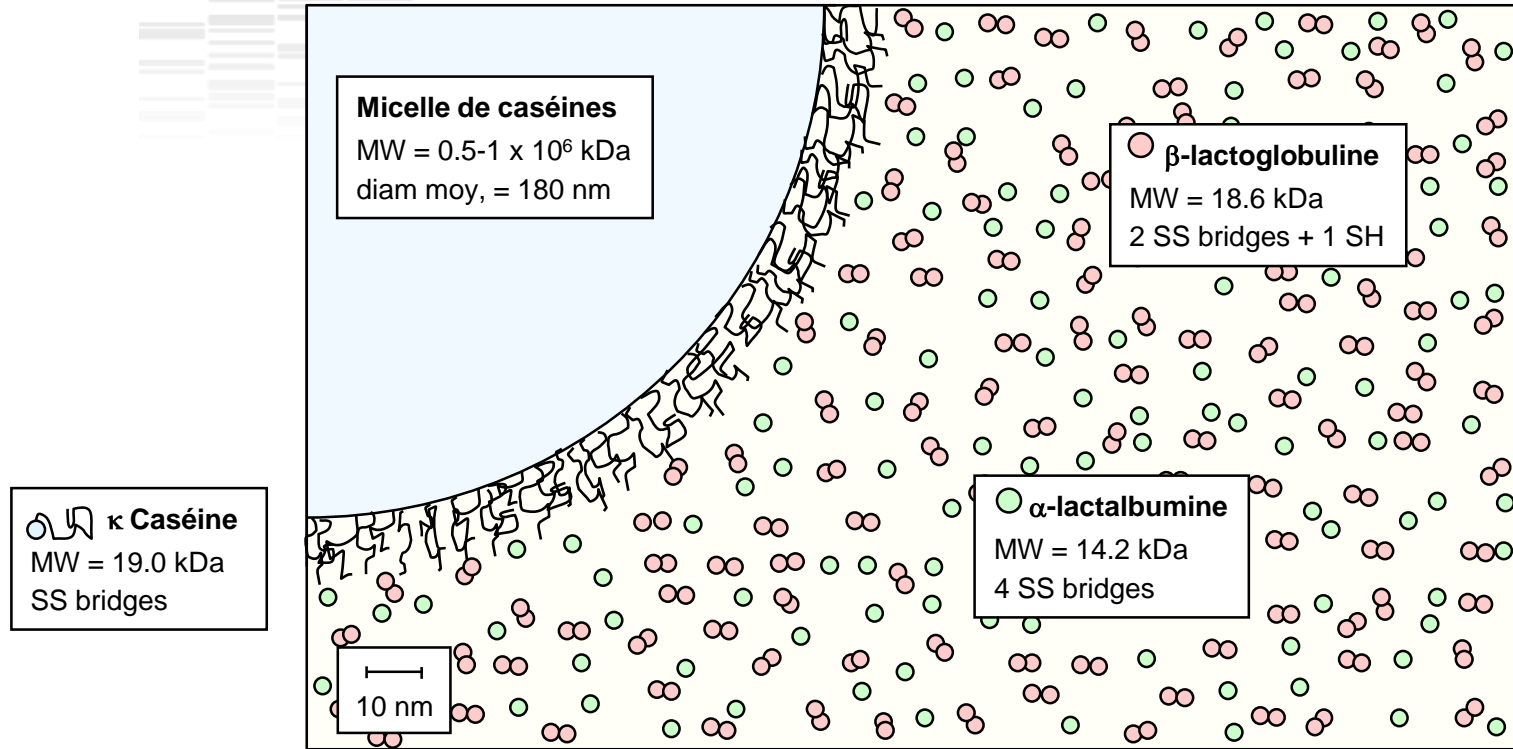 Micelle de caséines
MW = 0.5-1 x 10⁶ kDa
diam moy, = 180 nm
β-lactoglobuline
MW = 18.6 kDa
2 SS bridges + 1 SH
κ Caséine
MW = 19.0 kDa
SS bridges
α-lactalbumine
MW = 14.2 kDa
4 SS bridges
10 nm